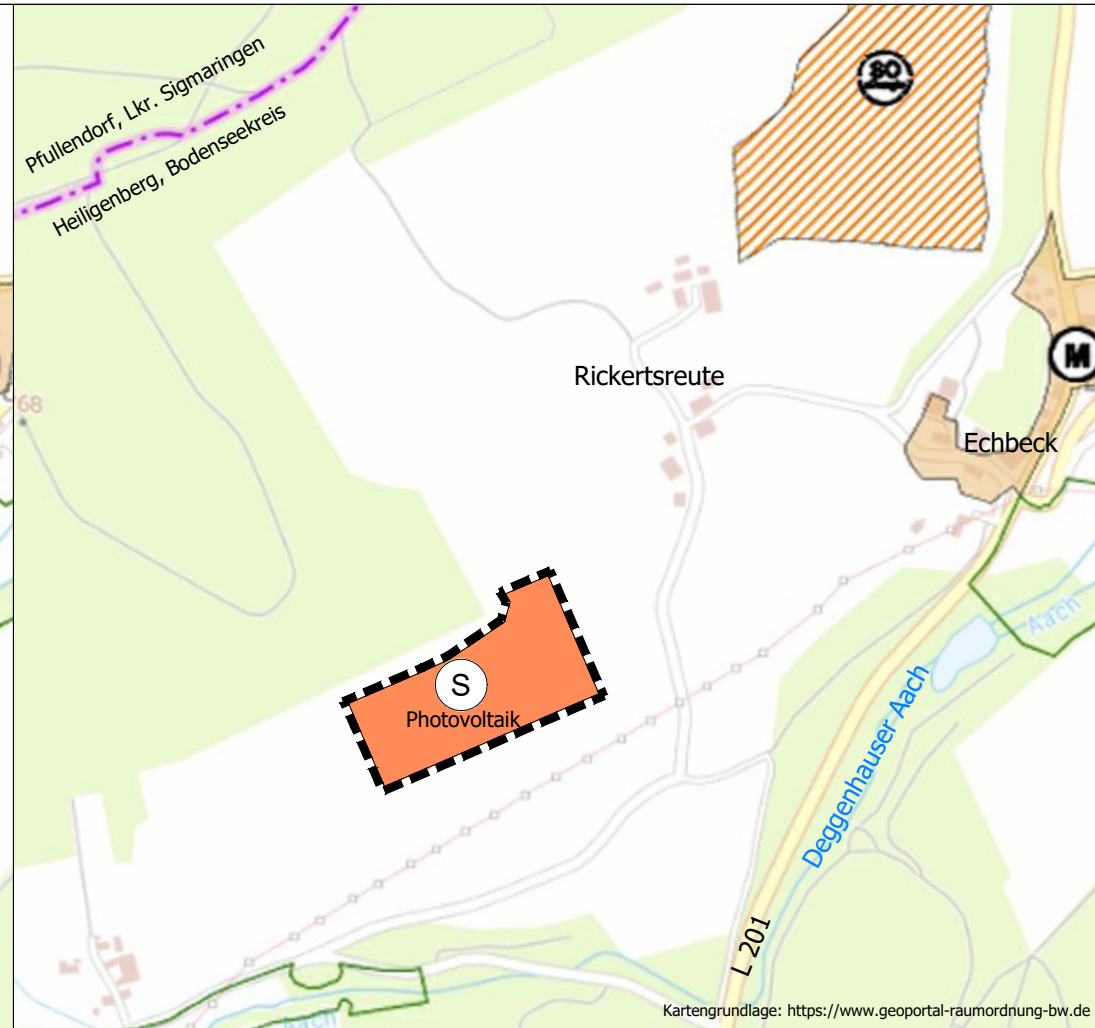 Pfullendorf, Lkr. Sigmaringen
Heiligenberg, Bodenseekreis
SO
Rickertsreute
M
Echbeck
68
S
Photovoltaik
Aach
Deggenhauser Aach
L 201
Aach
Kartengrundlage: https://www.geoportal-raumordnung-bw.de